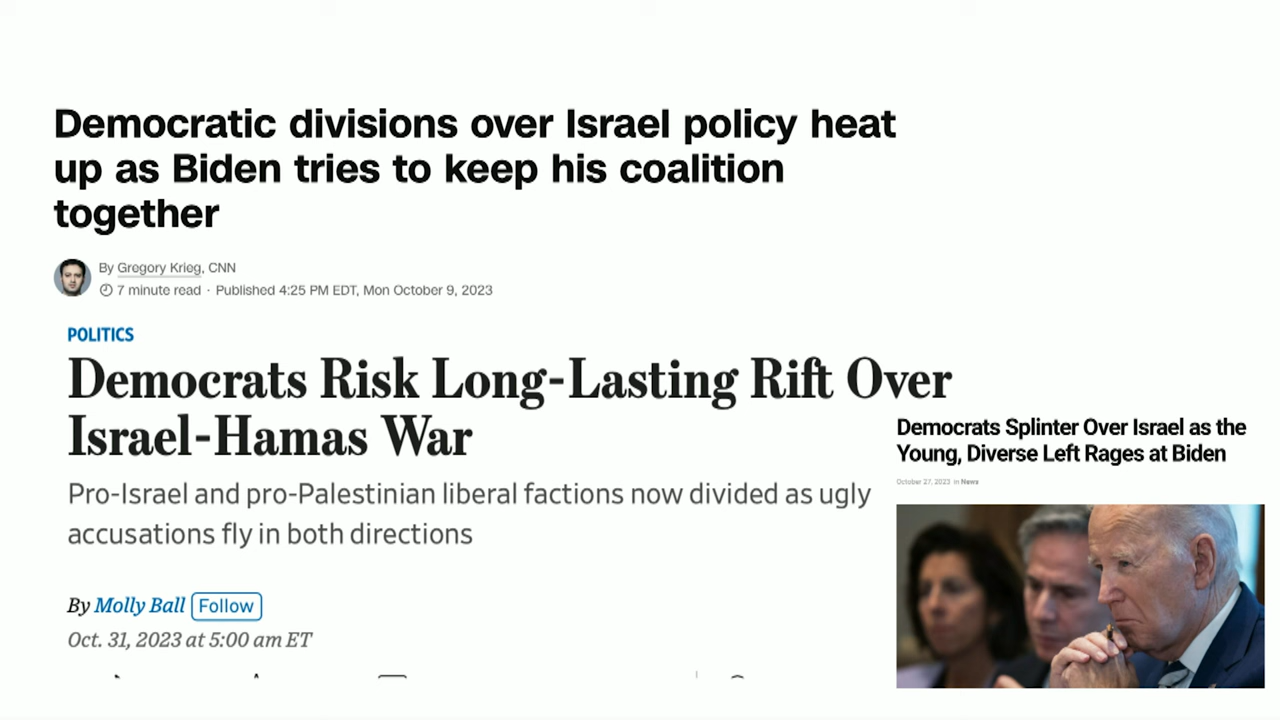 Democratic divisions over Israel policy heat
up as Biden tries to keep his coalition
together
By Gregory Krieg, CNN
7 minute read · Published 4:25 PM EDT, Mon October 9, 2023
POLITICS
Democrats Risk Long-Lasting Rift Over
Israel-Hamas War
Pro-Israel and pro-Palestinian liberal factions now divided as ugly
accusations fly in both directions
By Molly Ball Follow
Oct. 31, 2023 at 5:00 am ET
Democrats Splinter Over Israel as the
Young, Diverse Left Rages at Biden
October 27, 2023 in News